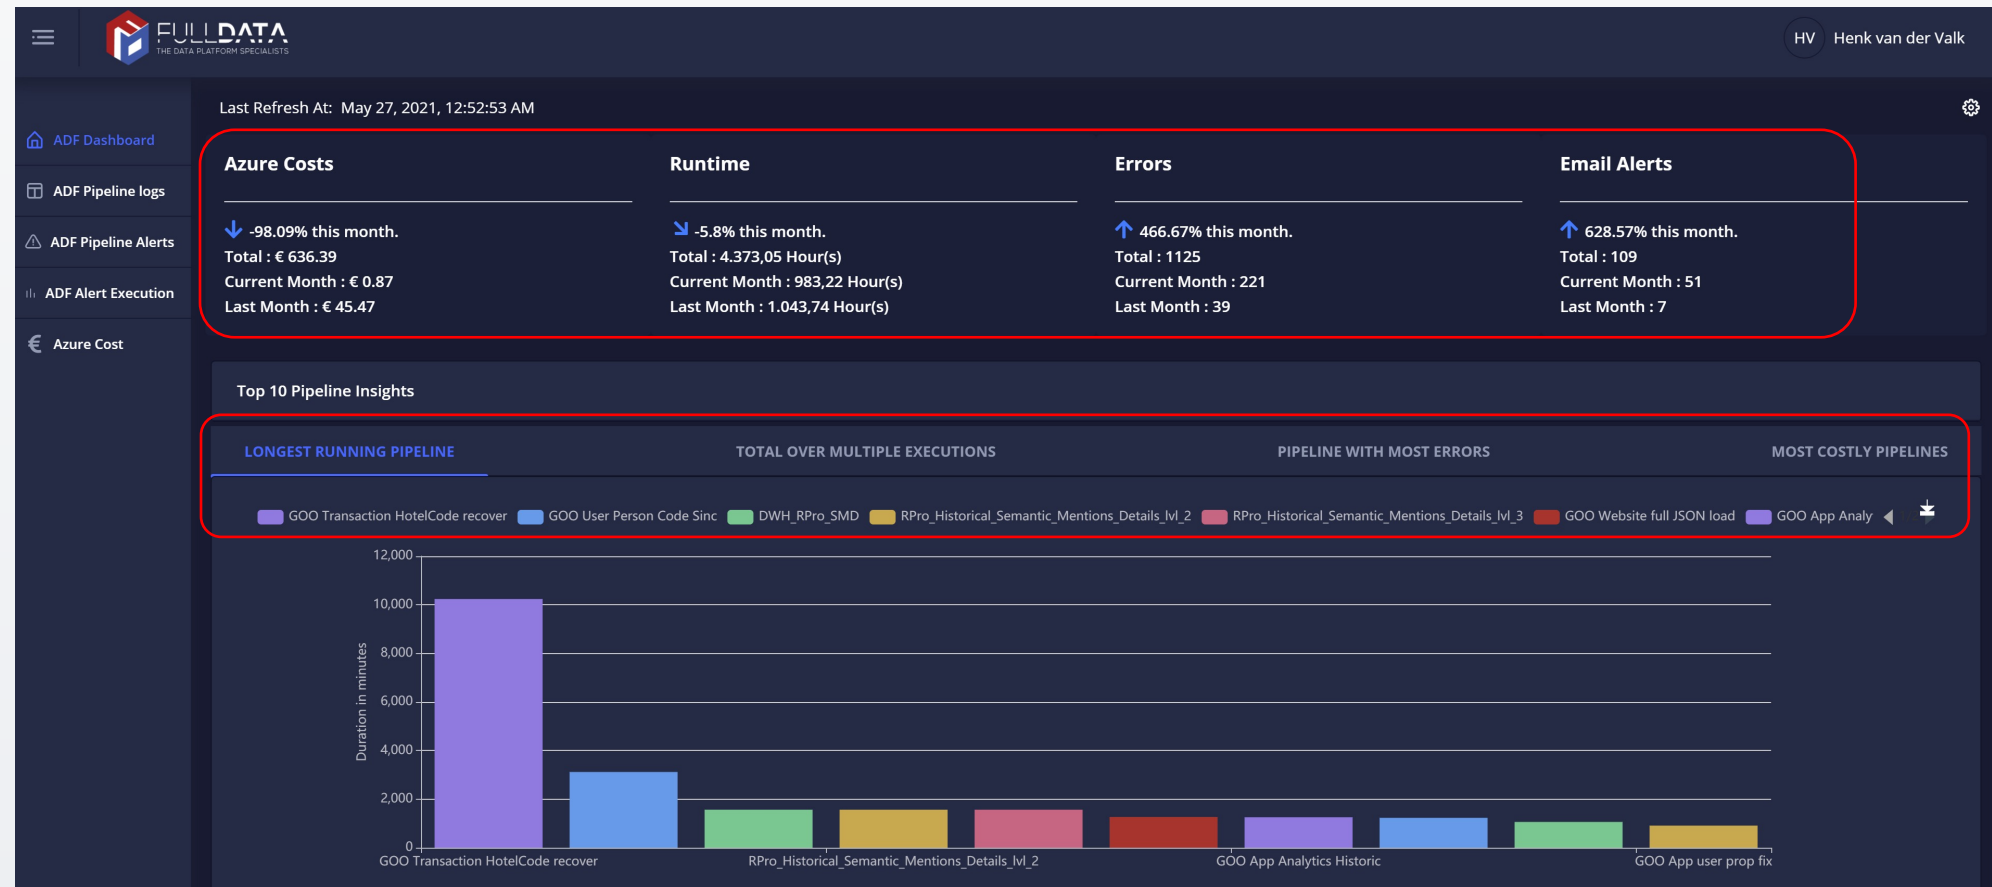 FULLDATA
THE DATA PLATFORM SPECIALISTS
HV Henk van der Valk
Last Refresh At: May 27, 2021, 12:52:53 AM
ADF Dashboard
ADF Pipeline logs
ADF Pipeline Alerts
ADF Alert Execution
€ Azure Cost
Azure Costs
-98.09% this month.
Total : € 636.39
Current Month : € 0.87
Last Month : € 45.47
Runtime
-5.8% this month.
Total : 4.373,05 Hour(s)
Current Month : 983,22 Hour(s)
Last Month : 1.043,74 Hour(s)
Errors
466.67% this month.
Total : 1125
Current Month : 221
Last Month : 39
Email Alerts
628.57% this month.
Total : 109
Current Month : 51
Last Month : 7
Top 10 Pipeline Insights
LONGEST RUNNING PIPELINE TOTAL OVER MULTIPLE EXECUTIONS PIPELINE WITH MOST ERRORS MOST COSTLY PIPELINES
GOO Transaction HotelCode recover GOO User Person Code Sinc DWH_RPro_SMD RPro_Historical_Semantic_Mentions_Details_lvl_2 RPro_Historical_Semantic_Mentions_Details_lvl_3 GOO Website full JSON load GOO App Analy
12,000
10,000
8,000
6,000
4,000
2,000
0
Duration in minutes
GOO Transaction HotelCode recover RPro_Historical_Semantic_Mentions_Details_lvl_2 GOO App Analytics Historic GOO App user prop fix